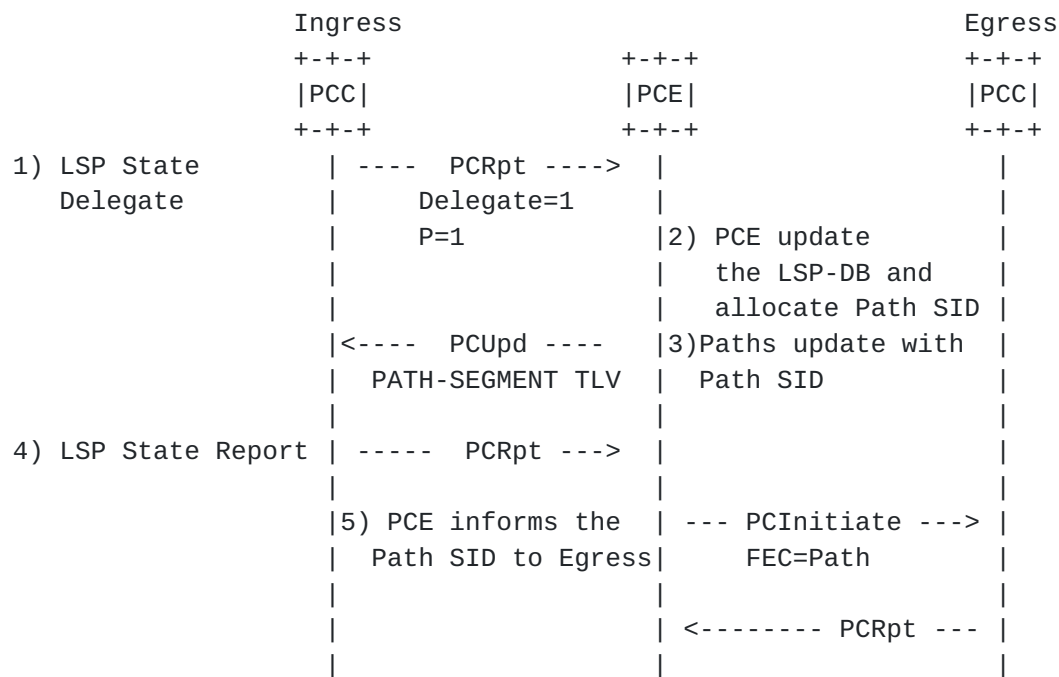 Ingress                                 Egress
                 +-+-+               +-+-+               +-+-+
                 |PCC|               |PCE|               |PCC|
                 +-+-+               +-+-+               +-+-+
1) LSP State       | ----  PCRpt ---->  |                   |
   Delegate        |     Delegate=1     |                   |
                   |     P=1            |2) PCE update      |
                   |                    |   the LSP-DB and  |
                   |                    |   allocate Path SID |
                   |<----  PCUpd ----   |3)Paths update with  |
                   |  PATH-SEGMENT TLV  |  Path SID         |
                   |                    |                   |
4) LSP State Report | -----  PCRpt --->  |                   |
                   |                    |                   |
                   |5) PCE informs the  | --- PCInitiate ---> |
                   |  Path SID to Egress|     FEC=Path      |
                   |                    |                   |
                   |                    | <-------- PCRpt --- |
                   |                    |                   |